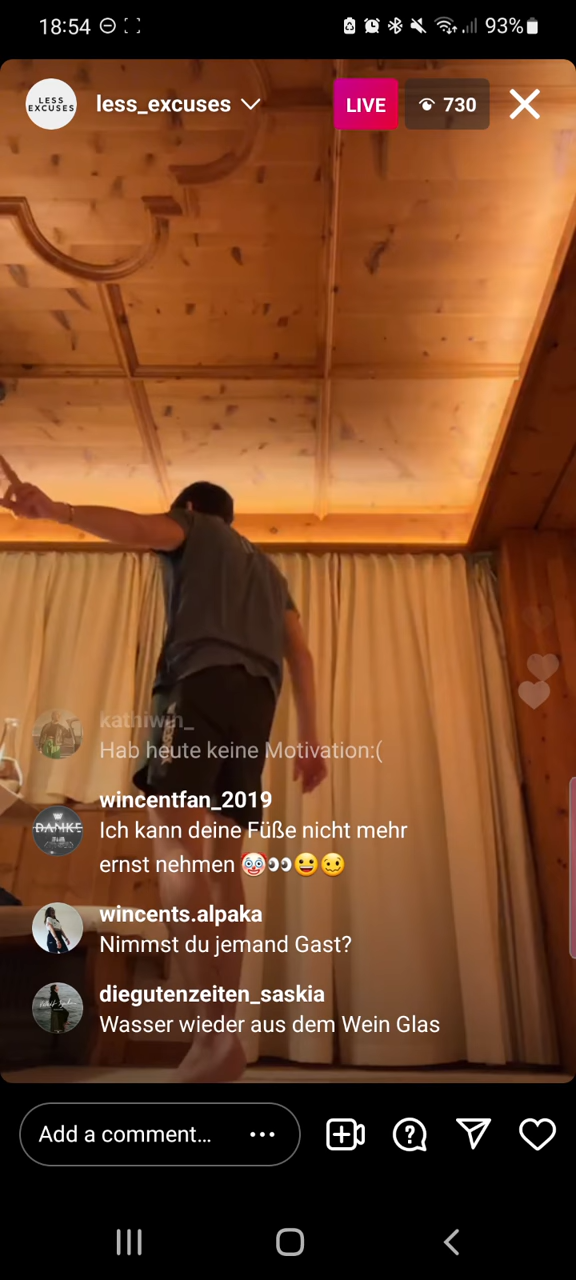 18:54
93%
LESS
EXCUSES
less_excuses
LIVE
730
kathiwin_
Hab heute keine Motivation:(
wincentfan_2019
Ich kann deine Füße nicht mehr
ernst nehmen 🤡👀😀🥴
DANKE
wincents.alpaka
Nimmst du jemand Gast?
diegutenzeiten_saskia
Wasser wieder aus dem Wein Glas
Add a comment...